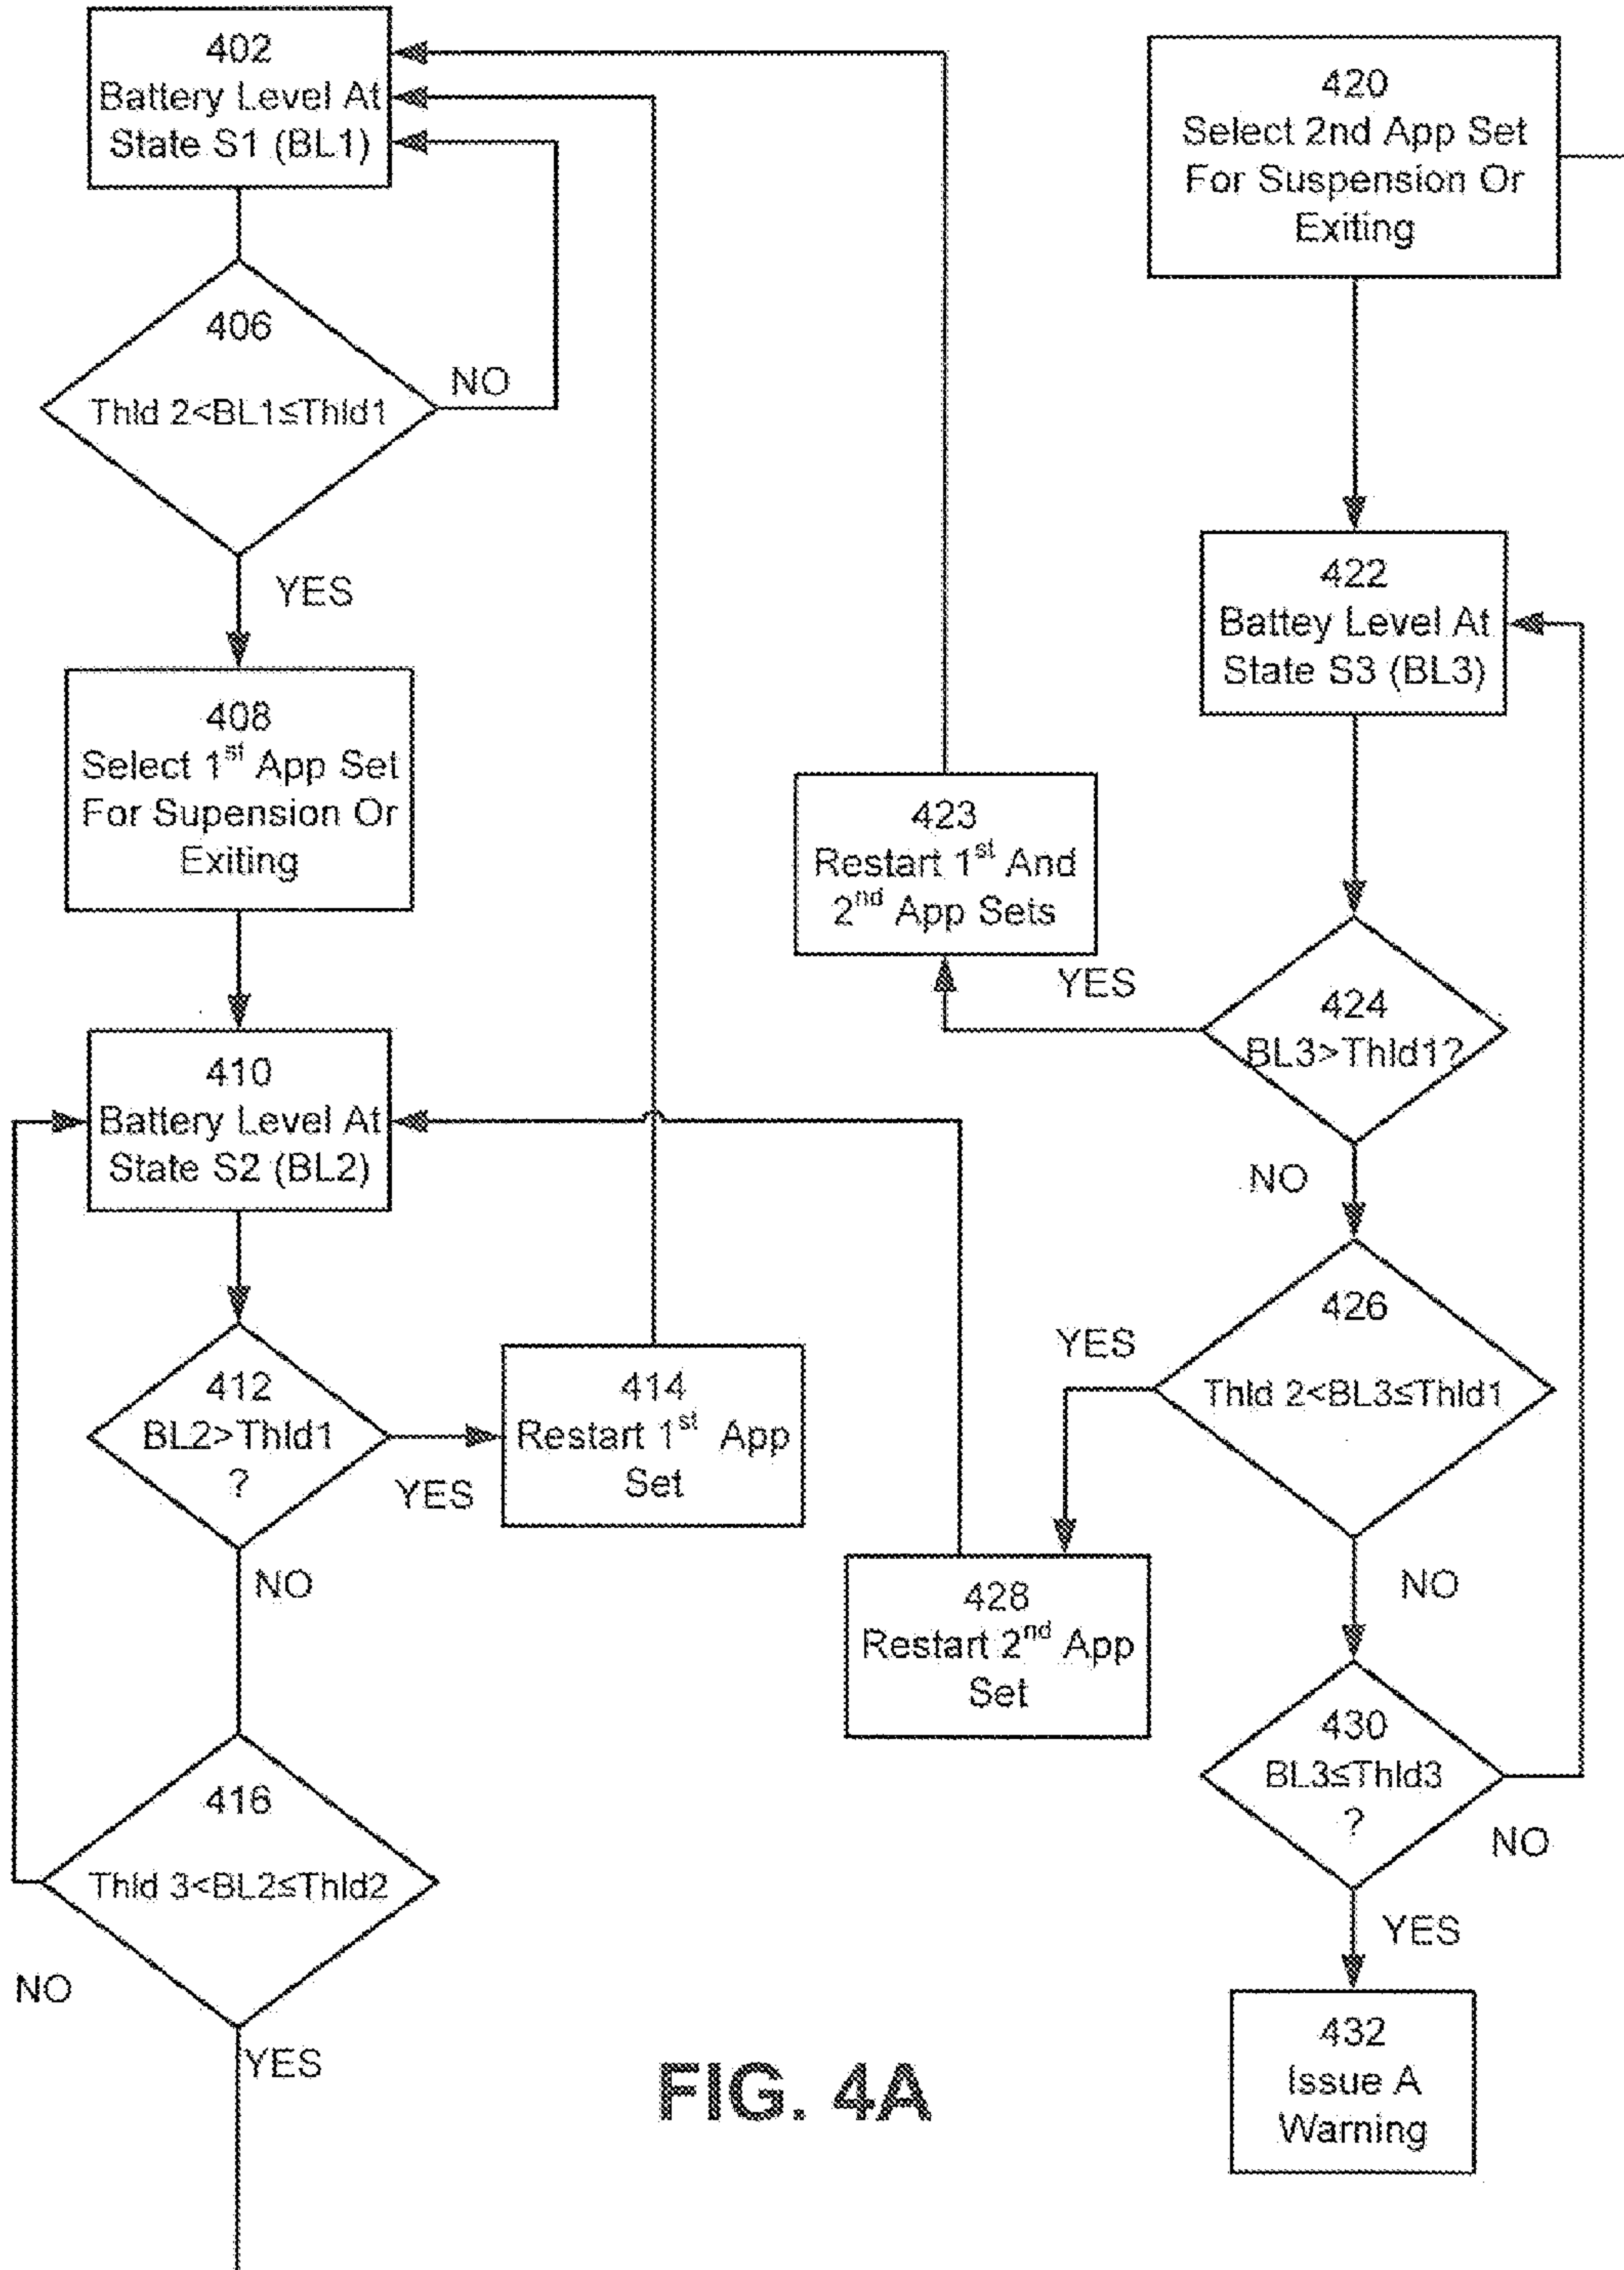 402
Battery Level At
State S1 (BL1)
406
Thld 2<BL1≤Thld1
NO
YES
408
Select 1st App Set
For Supension Or
Exiting
410
Battery Level At
State S2 (BL2)
412
BL2>Thld1
?
YES
NO
414
Restart 1st App
Set
416
Thld 3<BL2≤Thld2
NO
YES
420
Select 2nd App Set
For Suspension Or
Exiting
422
Battey Level At
State S3 (BL3)
423
Restart 1st And
2nd App Sets
YES
424
BL3>Thld1?
NO
426
Thld 2<BL3≤Thld1
YES
NO
428
Restart 2nd App
Set
430
BL3≤Thld3
?
NO
YES
432
Issue A
Warning
FIG. 4A